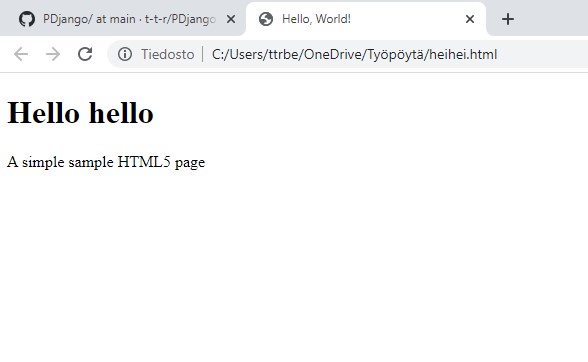 PDjango/ at main · t-t-r/PDjango
Hello, World!
Tiedosto
C:/Users/ttrbe/OneDrive/Työpöytä/heihei.html
Hello hello
A simple sample HTML5 page